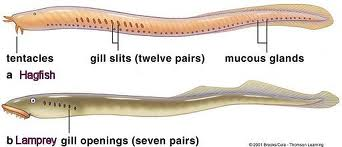 tentacles gill slits (twelve pairs) mucous glands
a Hagfish
b Lamprey gill openings (seven pairs)
©2001 Brooks/Cole - Thomson Learning